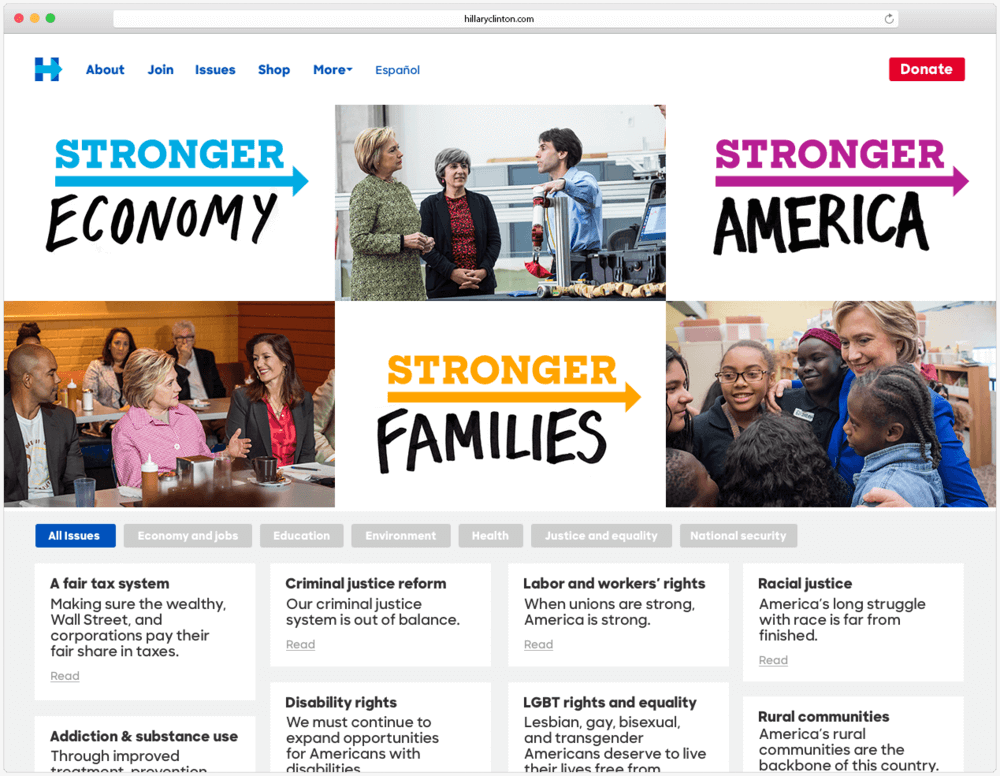 hillaryclinton.com
H About Join Issues Shop More Español Donate
STRONGER
ECONOMY
STRONGER
AMERICA
STRONGER
FAMILIES
All Issues Economy and jobs Education Environment Health Justice and equality National security
A fair tax system
Making sure the wealthy,
Wall Street, and
corporations pay their
fair share in taxes.
Read
Addiction & substance use
Through improved
treatment, prevention
Criminal justice reform
Our criminal justice
system is out of balance.
Read
Disability rights
We must continue to
expand opportunities
for Americans with
disabilities
Labor and workers’ rights
When unions are strong,
America is strong.
Read
LGBT rights and equality
Lesbian, gay, bisexual,
and transgender
Americans deserve to live
their lives free from
Racial justice
America’s long struggle
with race is far from
finished.
Read
Rural communities
America’s rural
communities are the
backbone of this country.